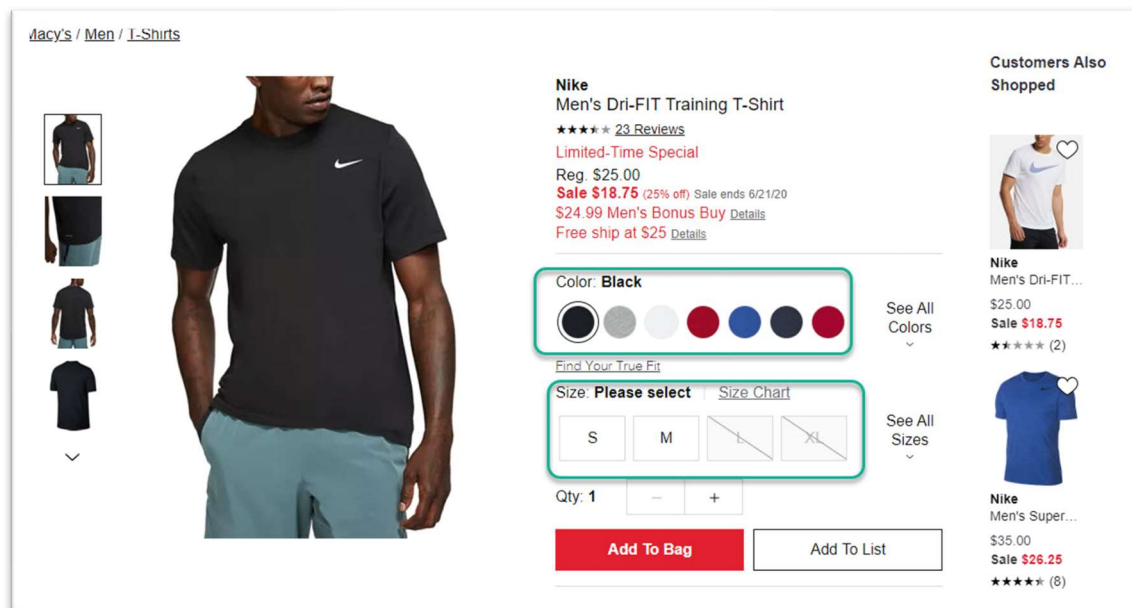 Macy's / Men / T-Shirts
Nike
Men's Dri-FIT Training T-Shirt
23 Reviews
Limited-Time Special
Reg. $25.00
Sale $18.75 (25% off) Sale ends 6/21/20
$24.99 Men's Bonus Buy Details
Free ship at $25 Details
Color: Black
See All
Colors
Find Your True Fit
Size: Please select Size Chart
S M L XL
See All
Sizes
Qty: 1 − +
Add To Bag Add To List
Customers Also
Shopped
Nike
Men's Dri-FIT...
$25.00
Sale $18.75
(2)
Nike
Men's Super...
$35.00
Sale $26.25
(8)